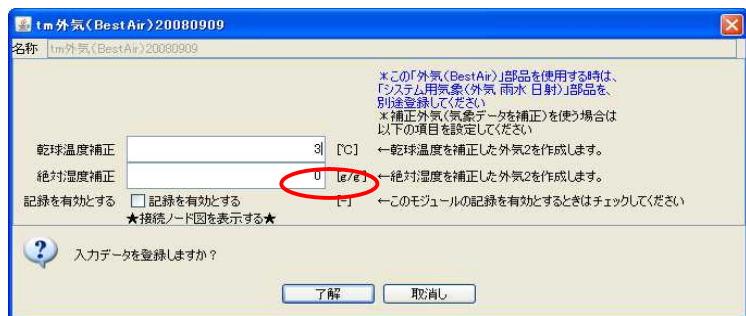 tm外気(BestAir)20080909
名称 tm外気(BestAir)20080909
*この「外気(BestAir)」部品を使用する時は、
「システム用気象(外気 雨水 日射)」部品を、
別途登録してください
*補正外気(気象データを補正)を使う場合は
以下の項目を設定してください
乾球温度補正 3 [℃] ←乾球温度を補正した外気2を作成します。
絶対湿度補正 0 [g/g'] ←絶対湿度を補正した外気2を作成します。
記録を有効とする 記録を有効とする [-] ←このモジュールの記録を有効とするときはチェックしてください
★接続ノード図を表示する★
入力データを登録しますか?
了解 取消し